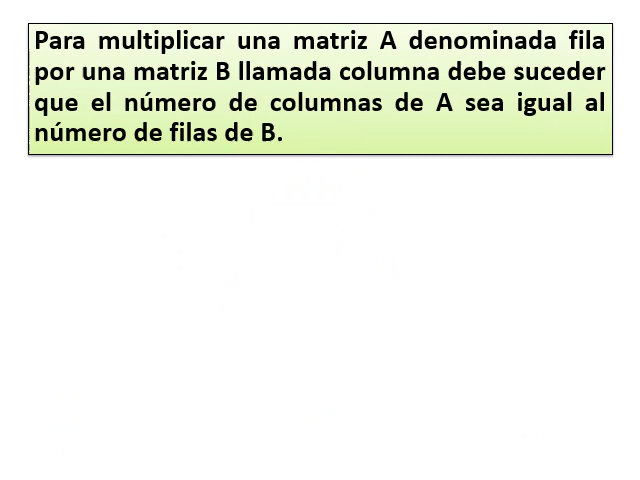 Para multiplicar una matriz A denominada fila
por una matriz B llamada columna debe suceder
que el número de columnas de A sea igual al
número de filas de B.